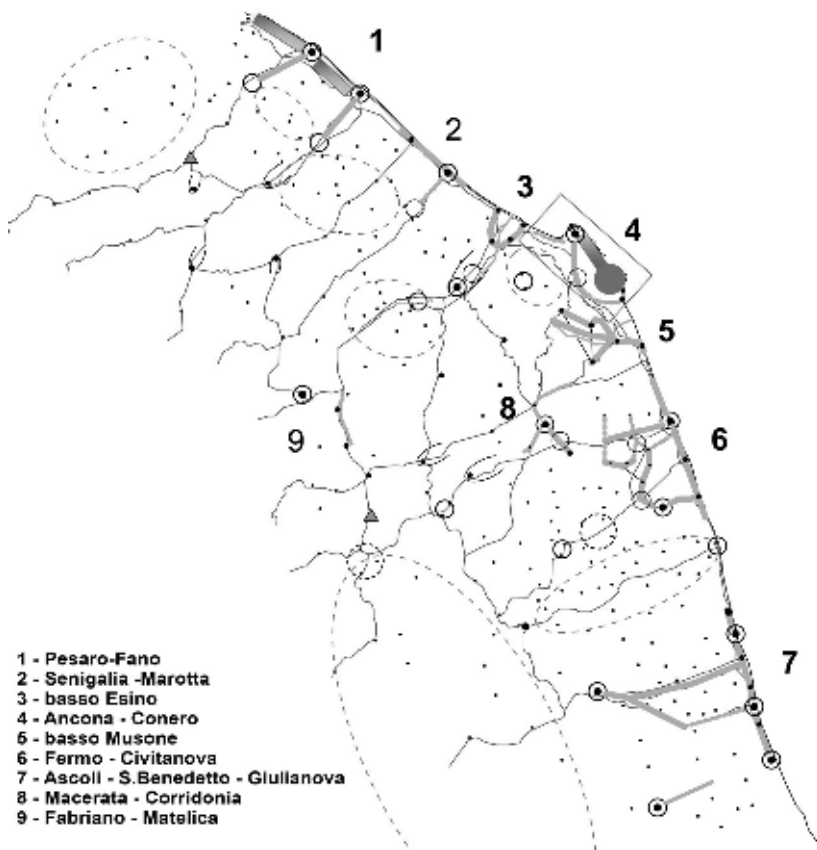 1
2
3
4
5
8
9
6
7
1 - Pesaro-Fano
2 - Senigalia -Marotta
3 - basso Esino
4 - Ancona - Conero
5 - basso Musone
6 - Fermo - Civitanova
7 - Ascoli - S.Benedetto - Giulianova
8 - Macerata - Corridonia
9 - Fabriano - Matelica